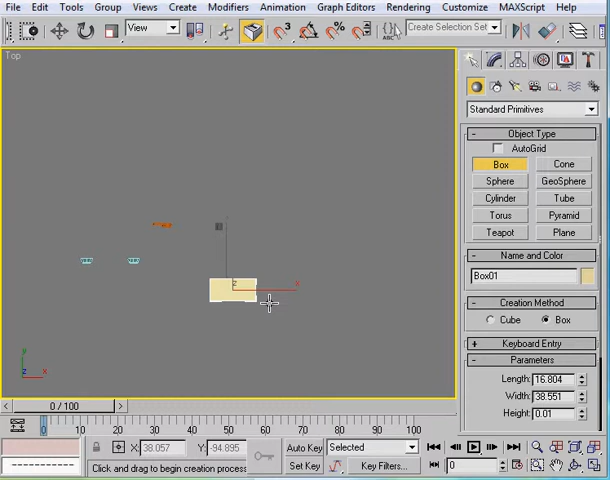 File Edit Tools Group Views Create Modifiers Animation Graph Editors Rendering Customize MAXScript Help
View
3
Create Selection Set
ABC
Top
Standard Primitives
Object Type
AutoGrid
Box Cone
Sphere GeoSphere
Cylinder Tube
Torus Pyramid
Teapot Plane
Name and Color
Box01
Creation Method
Cube Box
Keyboard Entry
Parameters
Length: 16.804
Width: 38.551
Height: 0.01
z
x
y
z x
0 / 100
0 10 20 30 40 50 60 70 80 90 100
X: 38.057 Y: -94.895
Auto Key Selected
Click and drag to begin creation process
Set Key Key Filters... 0